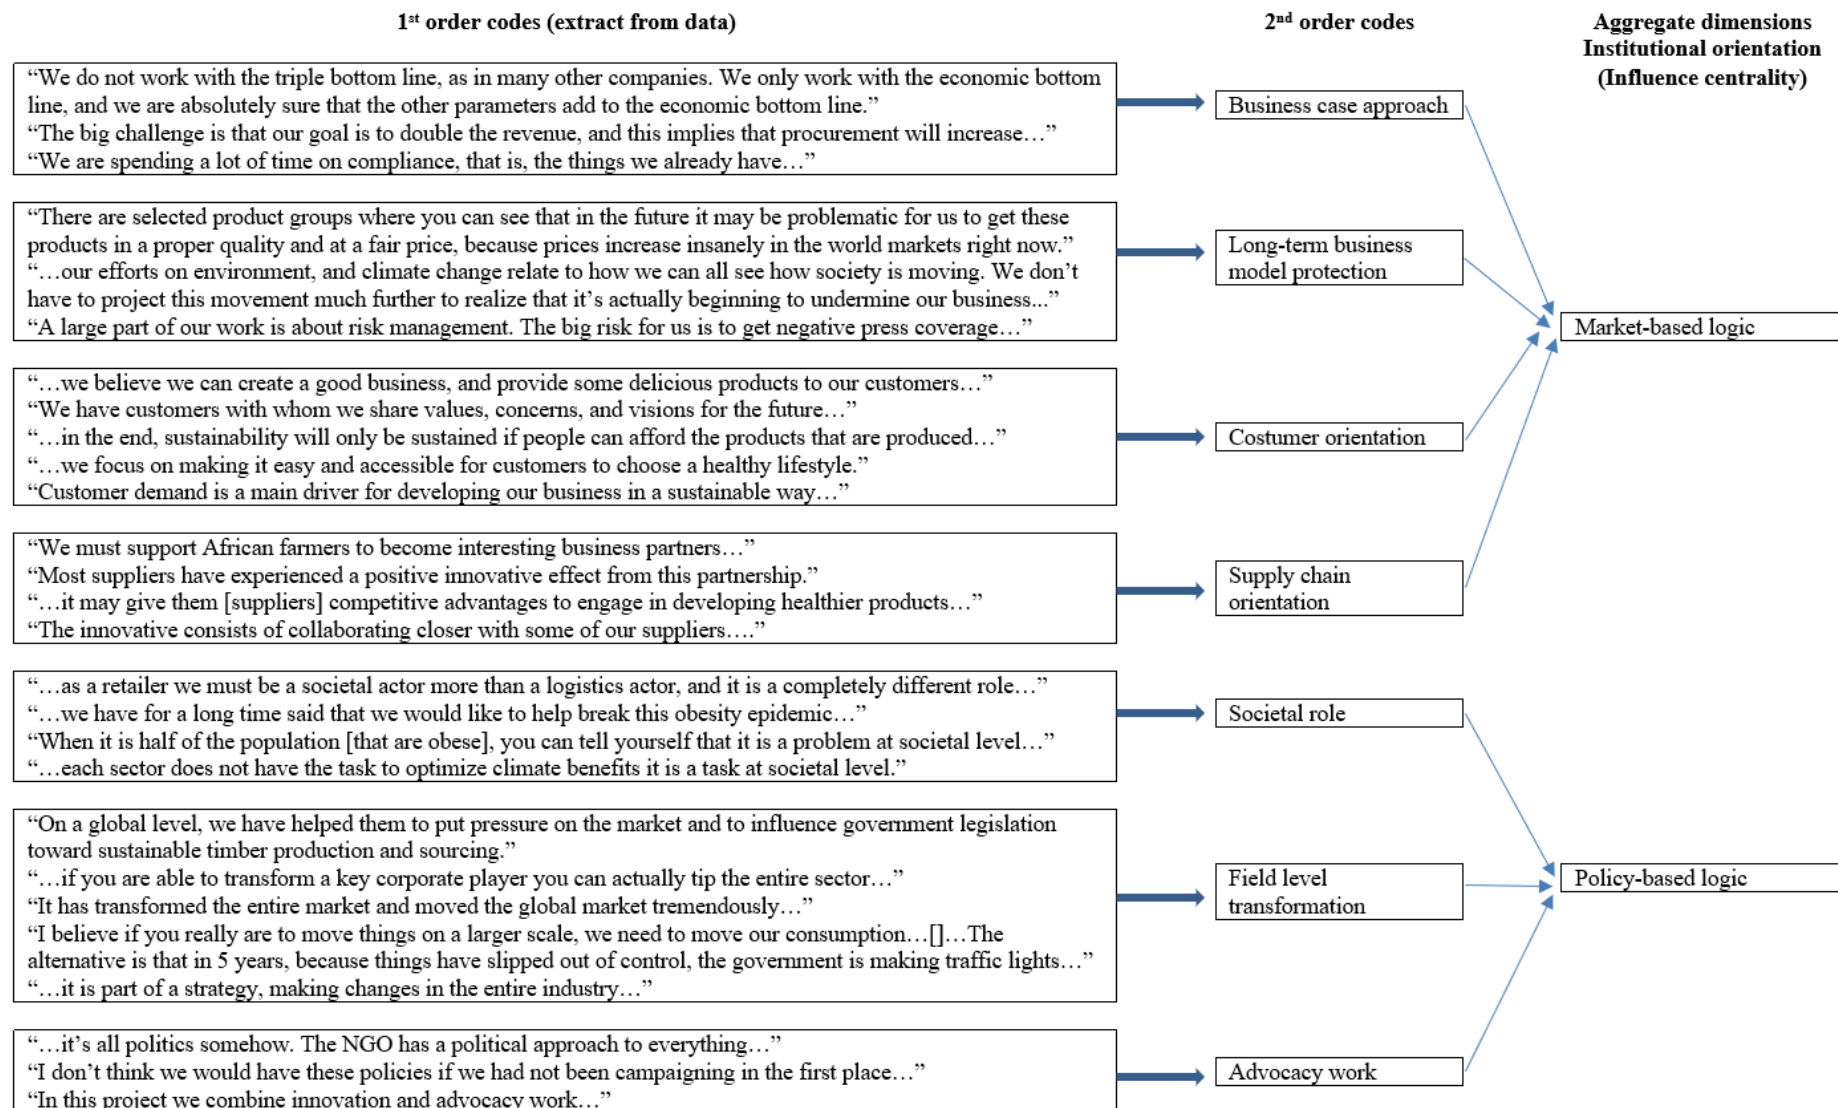 1st order codes (extract from data)
2nd order codes
Aggregate dimensions
Institutional orientation
(Influence centrality)
“We do not work with the triple bottom line, as in many other companies. We only work with the economic bottom
line, and we are absolutely sure that the other parameters add to the economic bottom line.”
“The big challenge is that our goal is to double the revenue, and this implies that procurement will increase…”
“We are spending a lot of time on compliance, that is, the things we already have…”
Business case approach
“There are selected product groups where you can see that in the future it may be problematic for us to get these
products in a proper quality and at a fair price, because prices increase insanely in the world markets right now.”
“…our efforts on environment, and climate change relate to how we can all see how society is moving. We don’t
have to project this movement much further to realize that it’s actually beginning to undermine our business...”
“A large part of our work is about risk management. The big risk for us is to get negative press coverage…”
Long-term business
model protection
Market-based logic
“…we believe we can create a good business, and provide some delicious products to our customers…”
“We have customers with whom we share values, concerns, and visions for the future…”
“…in the end, sustainability will only be sustained if people can afford the products that are produced…”
“…we focus on making it easy and accessible for customers to choose a healthy lifestyle.”
“Customer demand is a main driver for developing our business in a sustainable way…”
Costumer orientation
“We must support African farmers to become interesting business partners…”
“Most suppliers have experienced a positive innovative effect from this partnership.”
“…it may give them [suppliers] competitive advantages to engage in developing healthier products…”
“The innovative consists of collaborating closer with some of our suppliers….”
Supply chain
orientation
“…as a retailer we must be a societal actor more than a logistics actor, and it is a completely different role…”
“…we have for a long time said that we would like to help break this obesity epidemic…”
“When it is half of the population [that are obese], you can tell yourself that it is a problem at societal level…”
“…each sector does not have the task to optimize climate benefits it is a task at societal level.”
Societal role
“On a global level, we have helped them to put pressure on the market and to influence government legislation
toward sustainable timber production and sourcing.”
“…if you are able to transform a key corporate player you can actually tip the entire sector…”
“It has transformed the entire market and moved the global market tremendously…”
“I believe if you really are to move things on a larger scale, we need to move our consumption…[]…The
alternative is that in 5 years, because things have slipped out of control, the government is making traffic lights…”
“…it is part of a strategy, making changes in the entire industry…”
Field level
transformation
Policy-based logic
“…it’s all politics somehow. The NGO has a political approach to everything…”
“I don’t think we would have these policies if we had not been campaigning in the first place…”
“In this project we combine innovation and advocacy work…”
Advocacy work